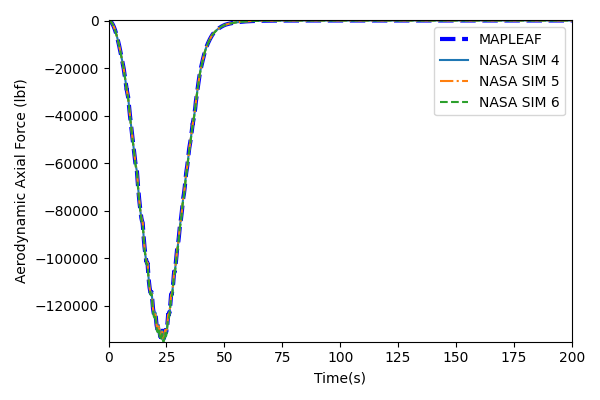 0
−20000
−40000
−60000
−80000
−100000
−120000
Aerodynamic Axial Force (lbf)
MAPLEAF
NASA SIM 4
NASA SIM 5
NASA SIM 6
0 25 50 75 100 125 150 175 200
Time(s)